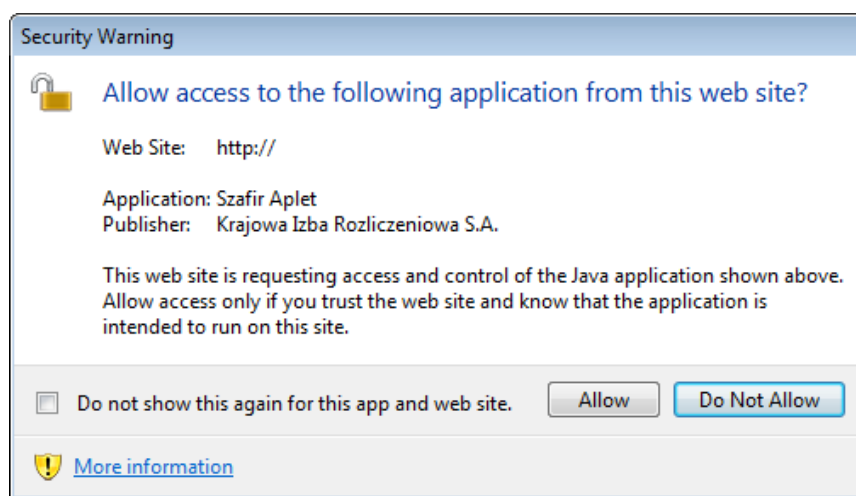 Security Warning
Allow access to the following application from this web site?
Web Site: http://
Application: Szafir Aplet
Publisher: Krajowa Izba Rozliczeniowa S.A.
This web site is requesting access and control of the Java application shown above.
Allow access only if you trust the web site and know that the application is
intended to run on this site.
Do not show this again for this app and web site. Allow Do Not Allow
More information